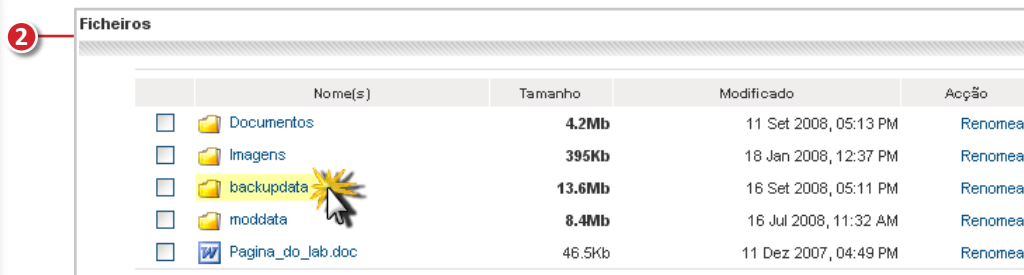 2
Ficheiros
Nome(s) Tamanho Modificado Acção
Documentos 4.2Mb 11 Set 2008, 05:13 PM Renomea
Imagens 395Kb 18 Jan 2008, 12:37 PM Renomea
backupdata 13.6Mb 16 Set 2008, 05:11 PM Renomea
moddata 8.4Mb 16 Jul 2008, 11:32 AM Renomea
Pagina_do_lab.doc 46.5Kb 11 Dez 2007, 04:49 PM Renomea